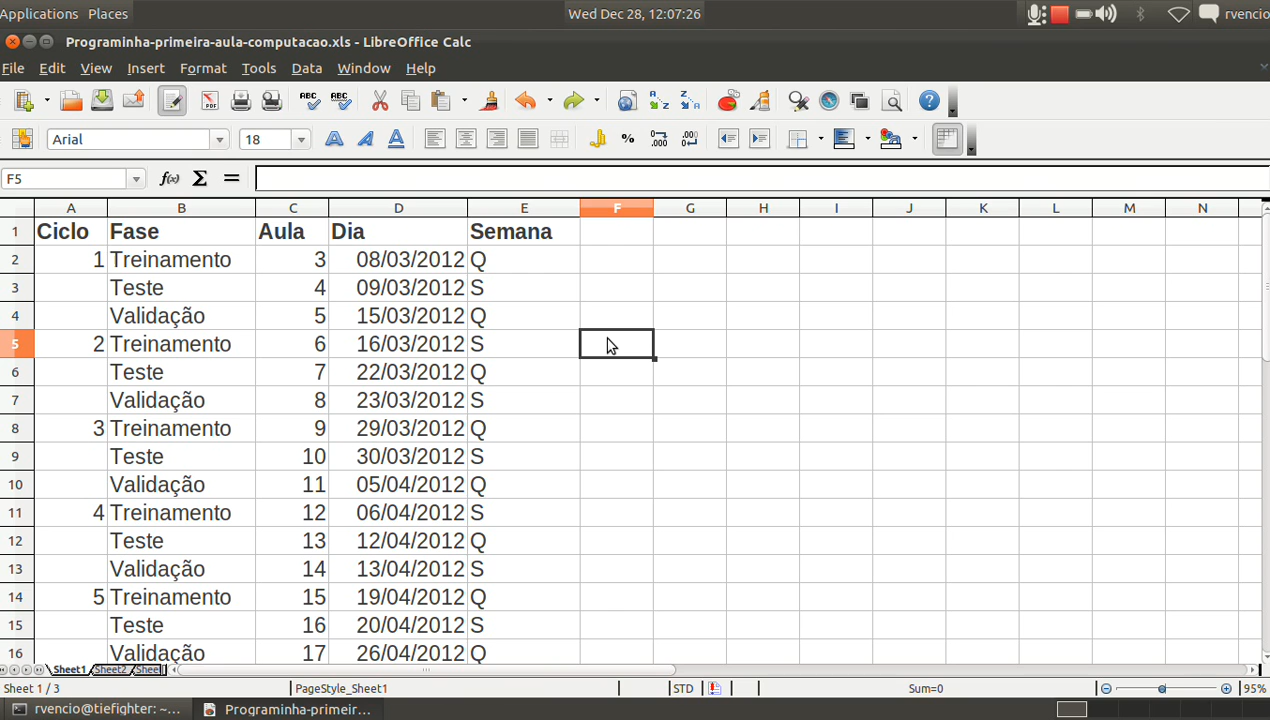 Applications Places Wed Dec 28, 12:07:26 rvencio
Programinha-primeira-aula-computacao.xls - LibreOffice Calc
File Edit View Insert Format Tools Data Window Help
Arial 18
F5
A B C D E F G H I J K L M N
1 Ciclo Fase Aula Dia Semana
2 1 Treinamento 3 08/03/2012 Q
3 Teste 4 09/03/2012 S
4 Validação 5 15/03/2012 Q
5 2 Treinamento 6 16/03/2012 S
6 Teste 7 22/03/2012 Q
7 Validação 8 23/03/2012 S
8 3 Treinamento 9 29/03/2012 Q
9 Teste 10 30/03/2012 S
10 Validação 11 05/04/2012 Q
11 4 Treinamento 12 06/04/2012 S
12 Teste 13 12/04/2012 Q
13 Validação 14 13/04/2012 S
14 5 Treinamento 15 19/04/2012 Q
15 Teste 16 20/04/2012 S
16 Validação 17 26/04/2012 Q
Sheet1 Sheet2 Sheet
Sheet 1 / 3 PageStyle_Sheet1 STD Sum=0 95%
rvencio@tiefighter: ~... Programinha-primeir...